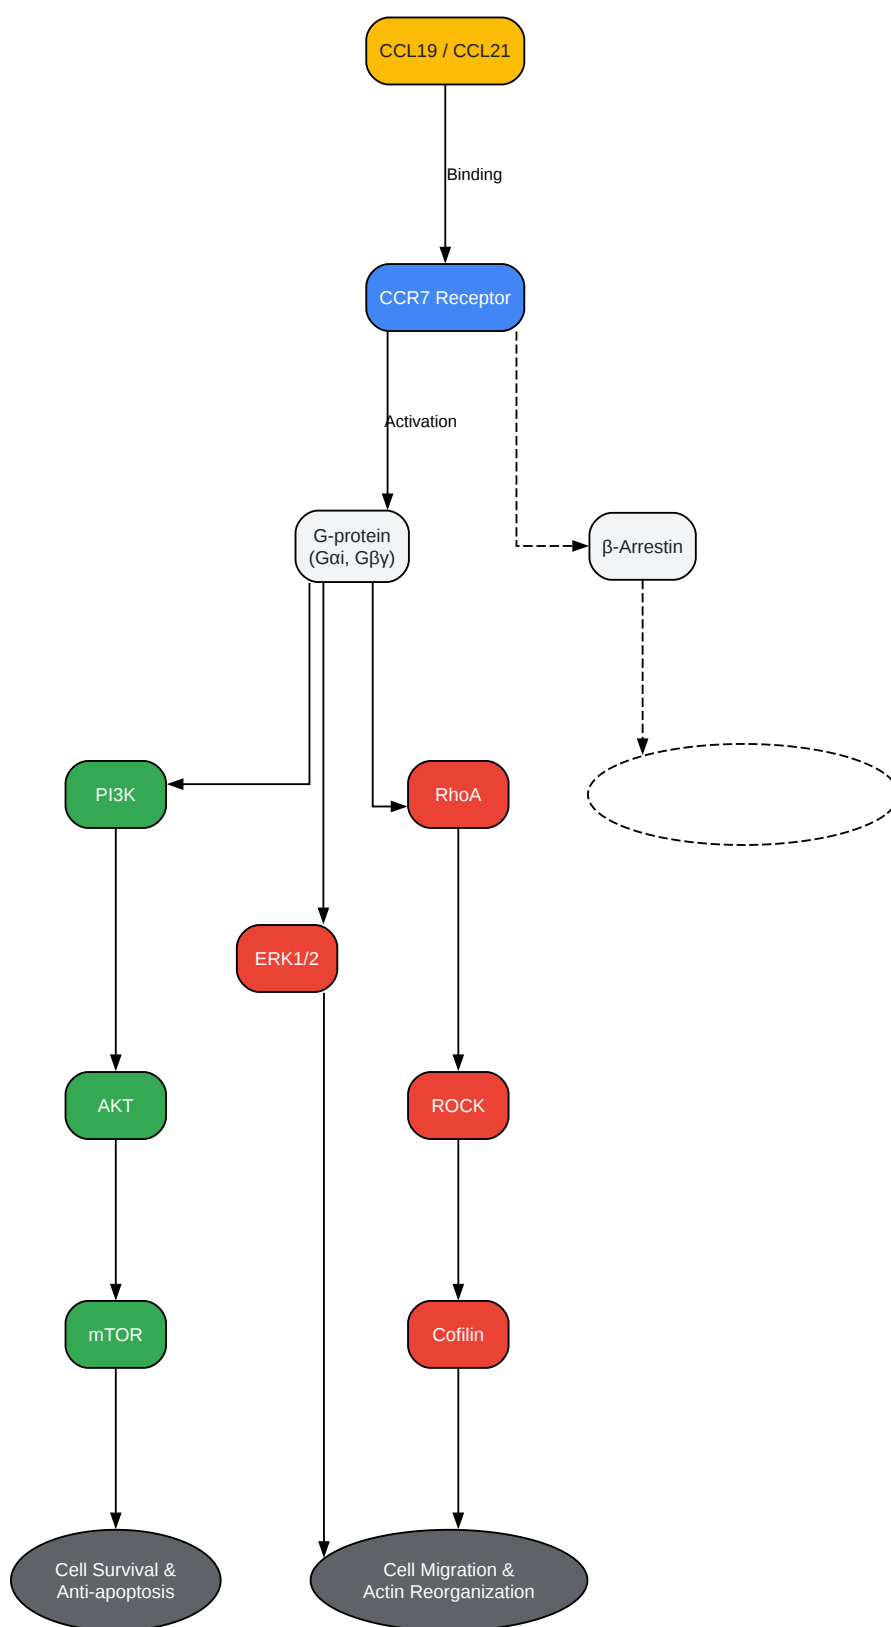 CCL19 / CCL21
Binding
CCR7 Receptor
Activation
G-protein
(Gαi, Gβγ)
β-Arrestin
PI3K
RhoA
ERK1/2
AKT
ROCK
mTOR
Cofilin
Cell Survival &
Anti-apoptosis
Cell Migration &
Actin Reorganization